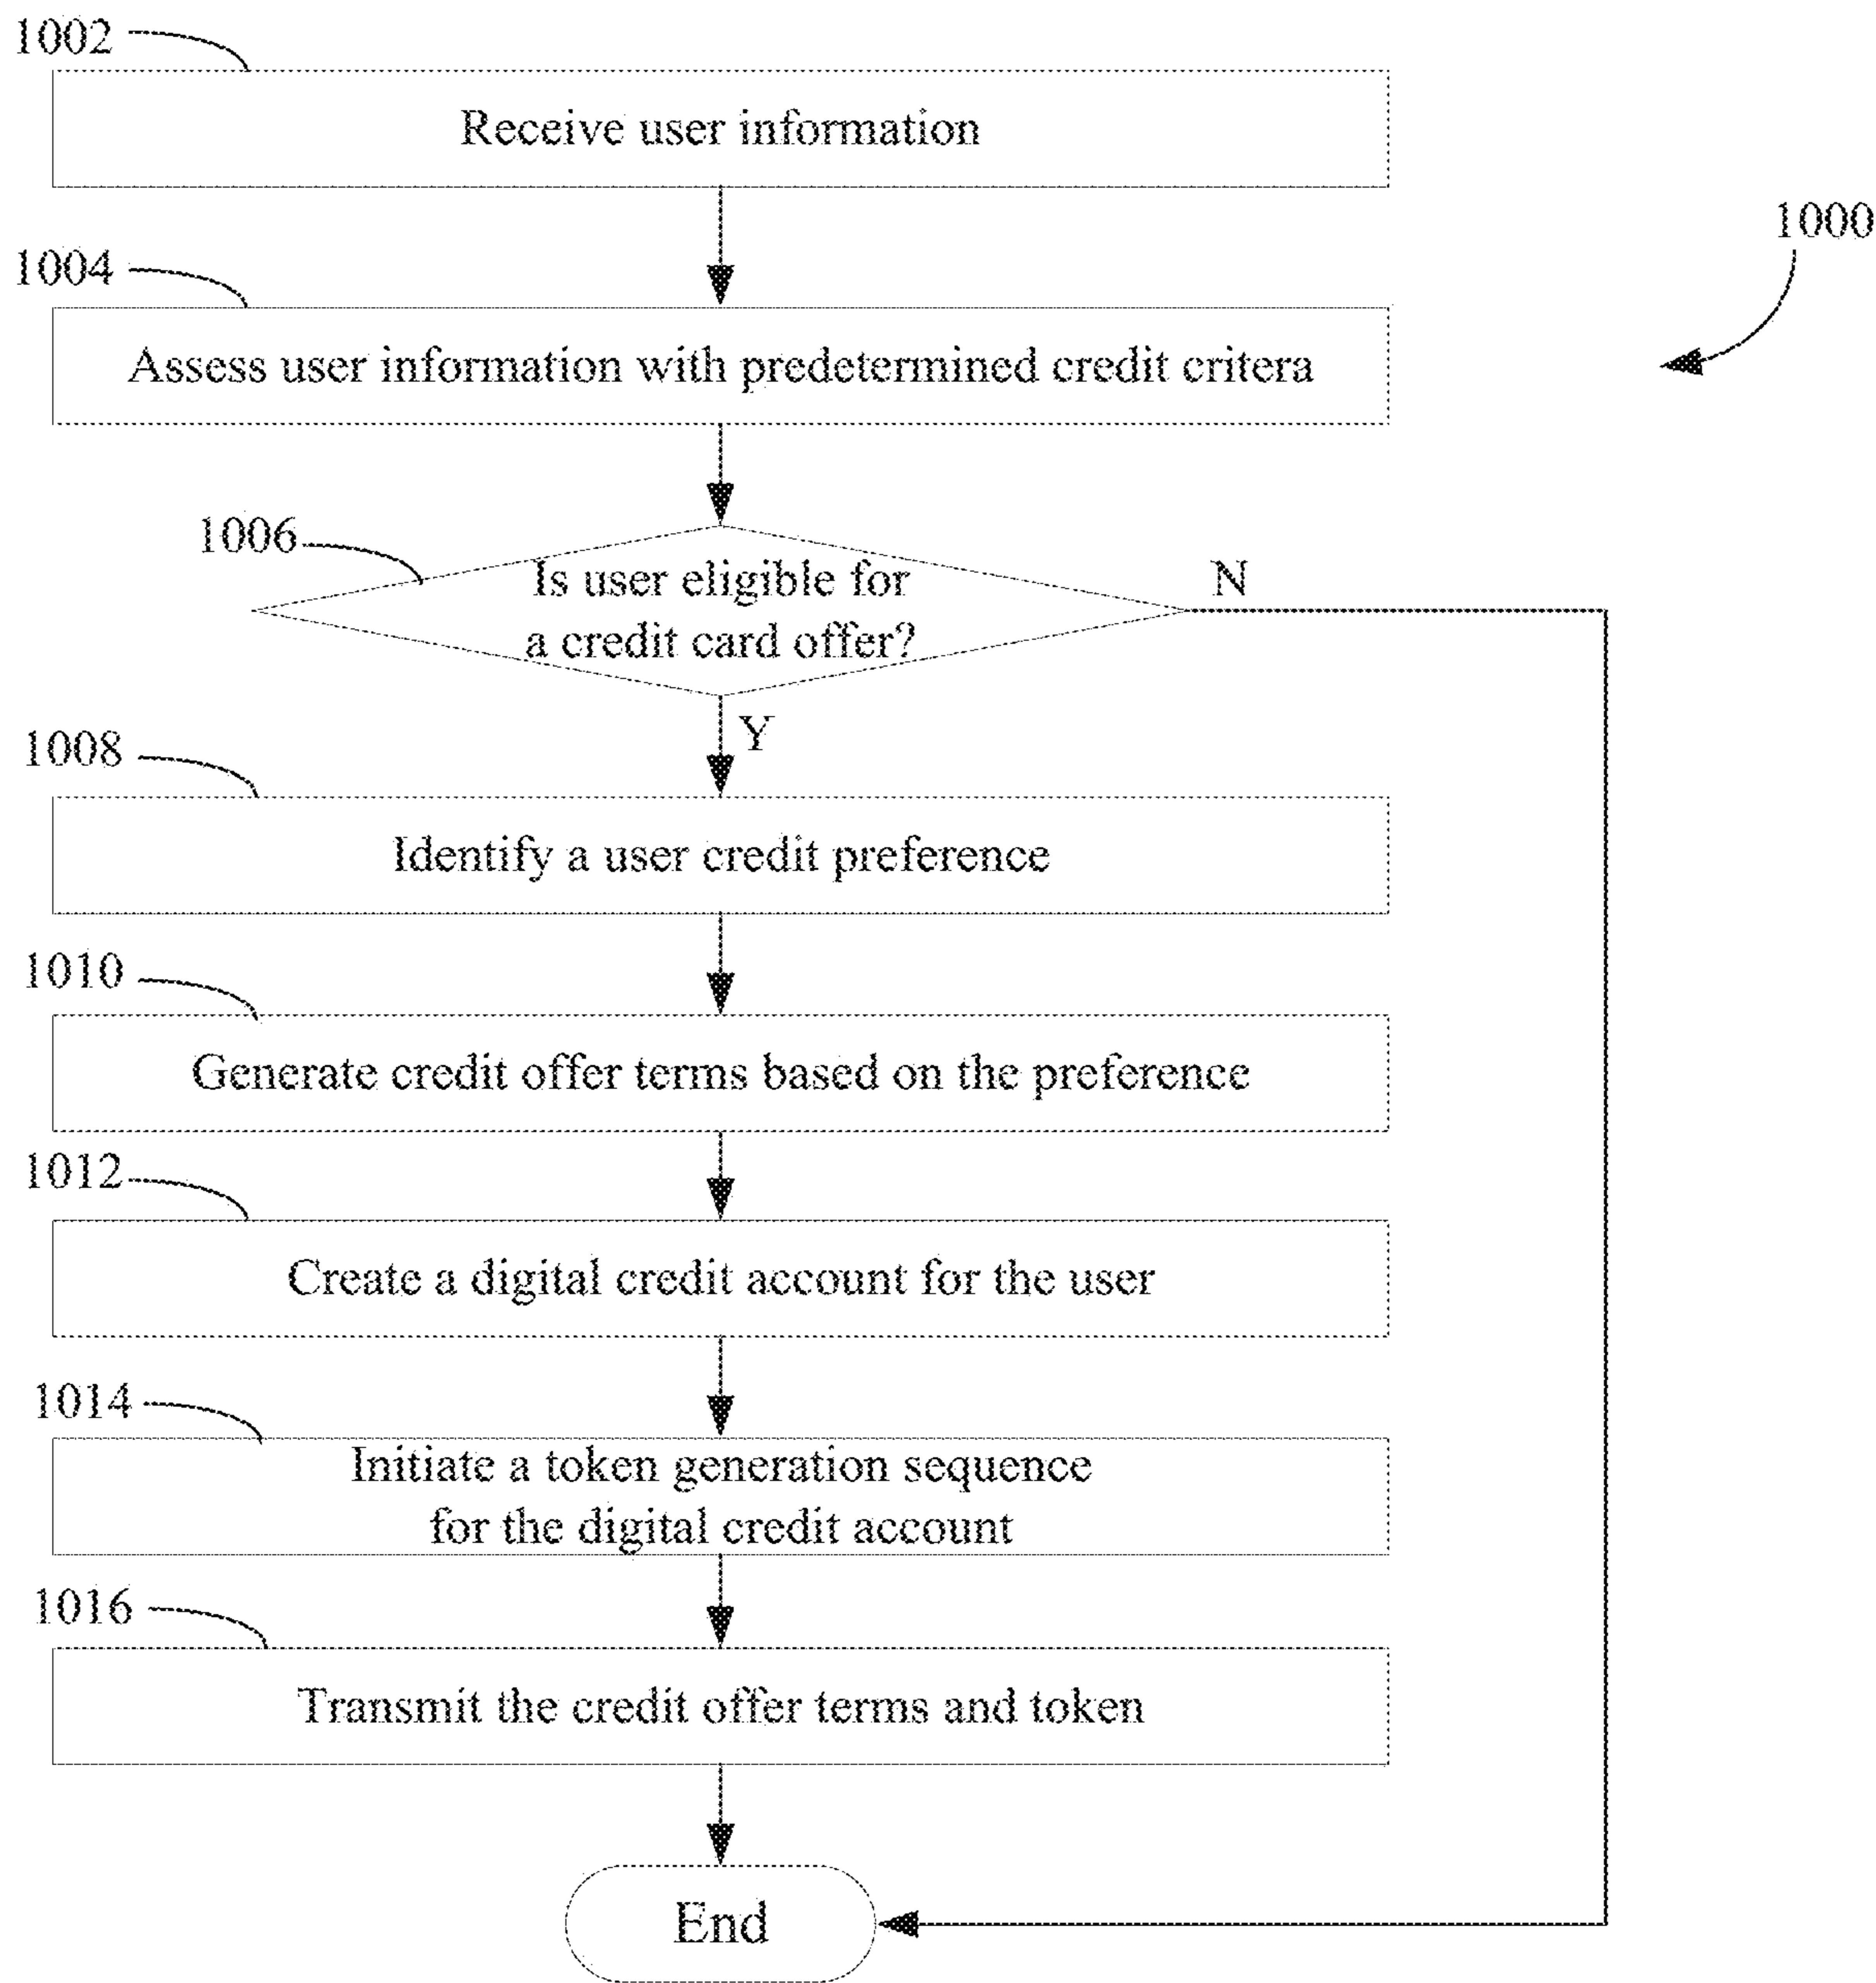 1002
Receive user information
1000
1004
Assess user information with predetermined credit critera
1006
Is user eligible for
a credit card offer?
N
Y
1008
Identify a user credit preference
1010
Generate credit offer terms based on the preference
1012
Create a digital credit account for the user
1014
Initiate a token generation sequence
for the digital credit account
1016
Transmit the credit offer terms and token
End